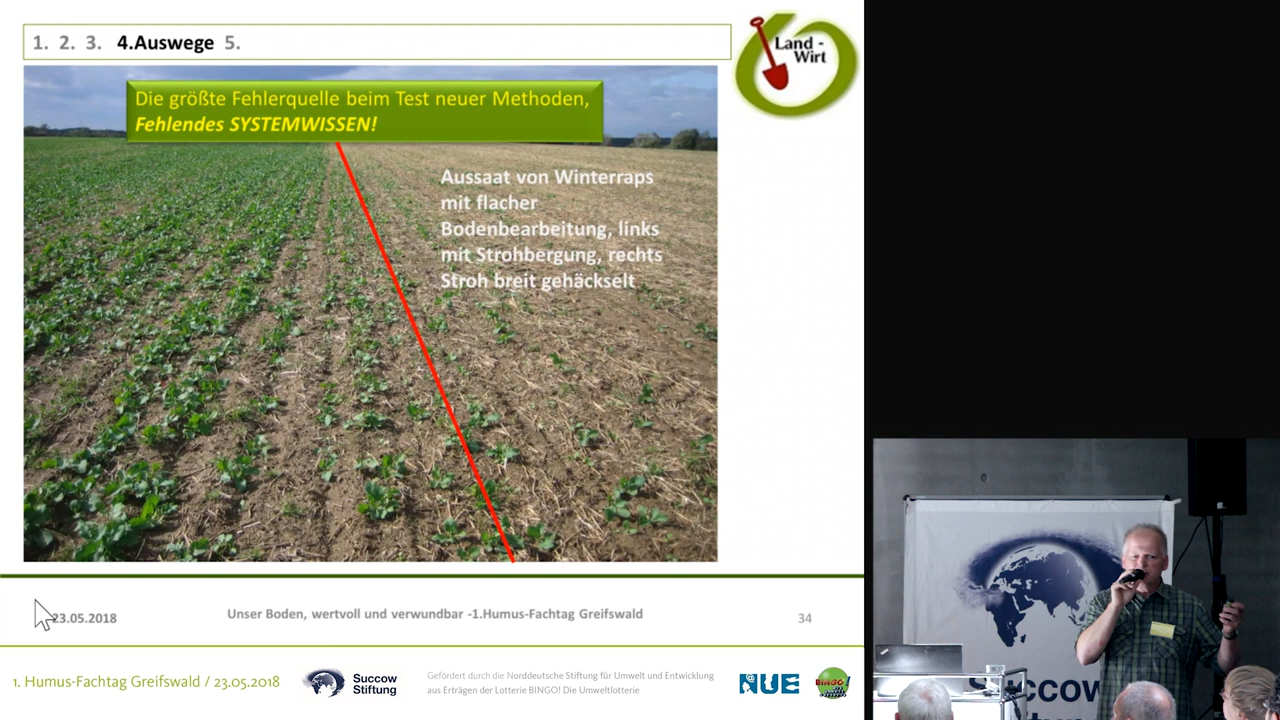 1. 2. 3. 4.Auswege 5.
Land -
Wirt
Die größte Fehlerquelle beim Test neuer Methoden,
Fehlendes SYSTEMWISSEN!
Aussaat von Winterraps
mit flacher
Bodenbearbeitung, links
mit Strohbergung, rechts
Stroh breit gehäckselt
23.05.2018
Unser Boden, wertvoll und verwundbar -1.Humus-Fachtag Greifswald
34
1. Humus-Fachtag Greifswald / 23.05.2018
Succow
Stiftung
Gefördert durch die Norddeutsche Stiftung für Umwelt und Entwicklung
aus Erträgen der Lotterie BINGO! Die Umweltlotterie
NUE
BINGO!